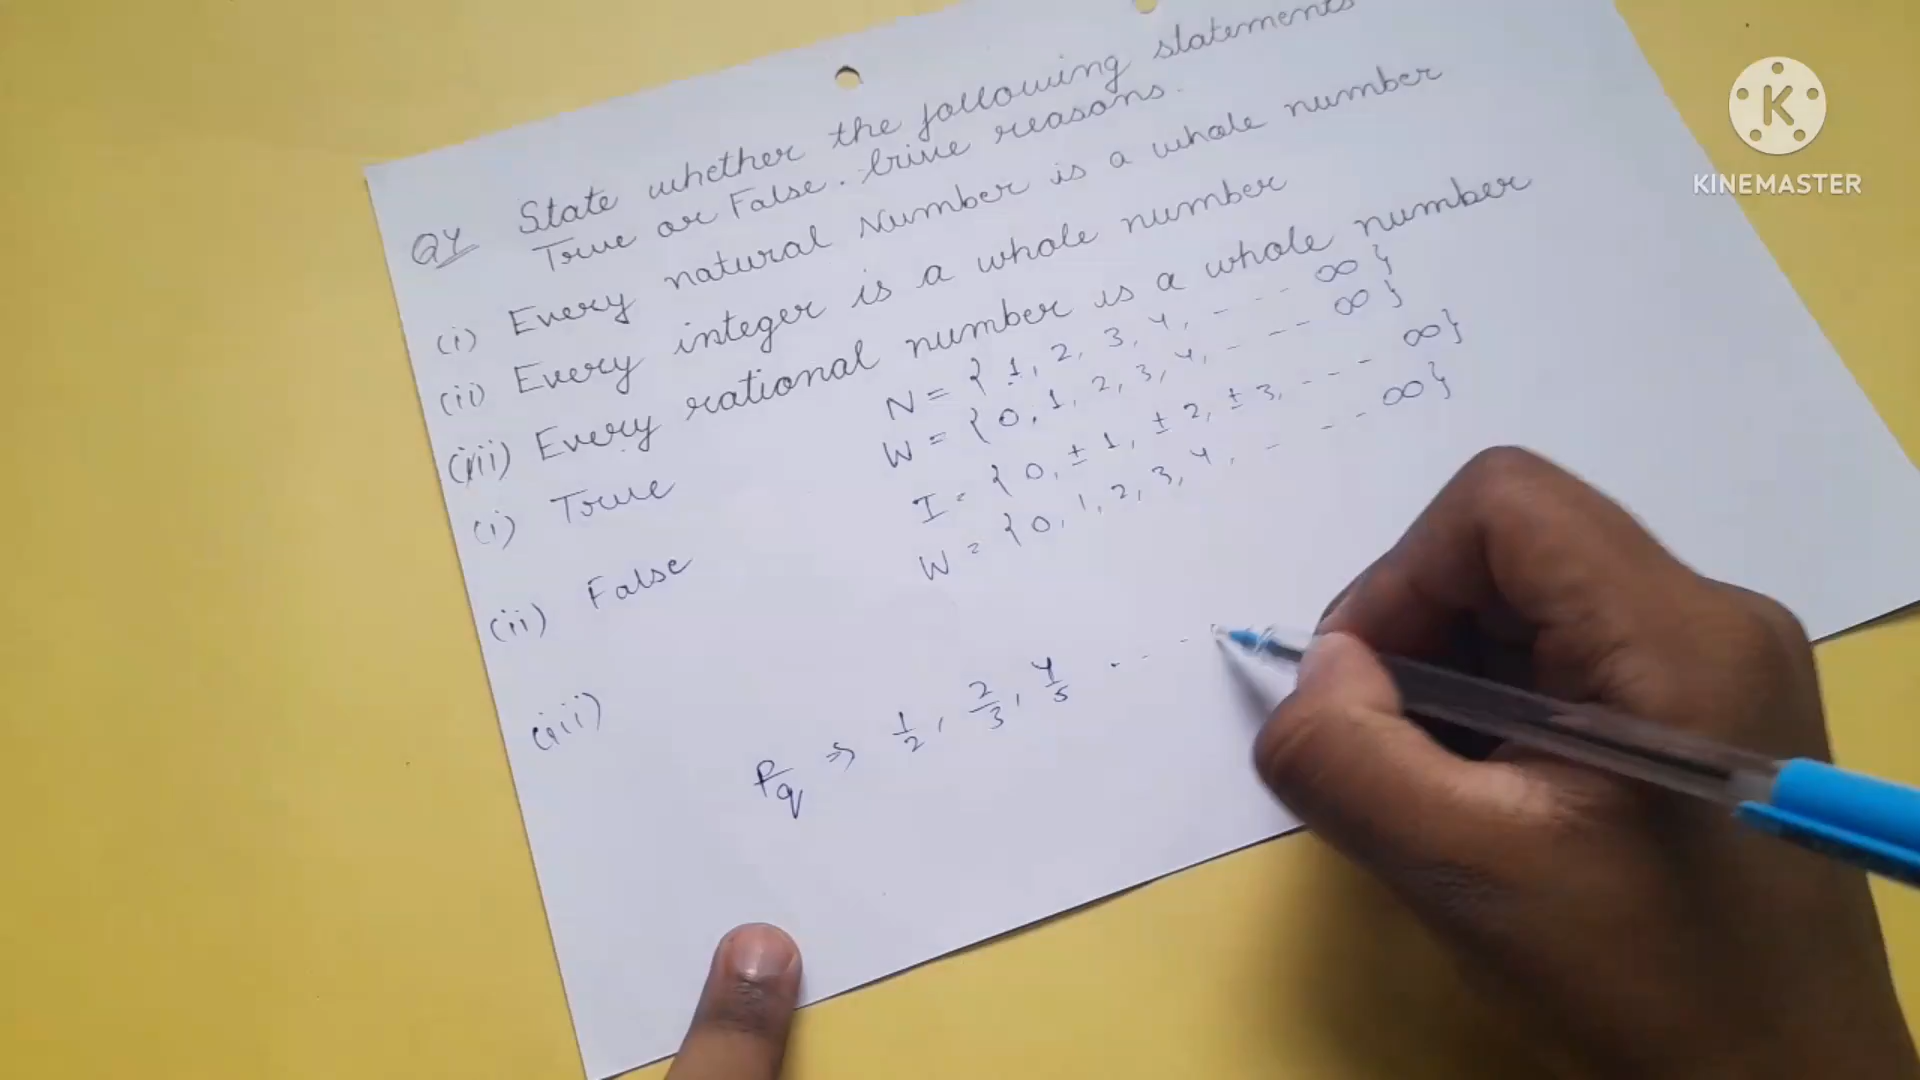 Q4 State whether the following statements
True or False. Give reasons.
(i) Every natural Number is a whole number
(ii) Every integer is a whole number
(iii) Every rational number is a whole number
(i) True
N = { 1, 2, 3, 4, - - - ∞ }
W = { 0, 1, 2, 3, 4, - - - ∞ }
(ii) False
I = { 0, ± 1, ± 2, ± 3, - - - ∞ }
W = { 0, 1, 2, 3, 4, - - - ∞ }
(iii)
p/q ⇒ 1/2, 2/3, 4/5 - - -
K
KINEMASTER